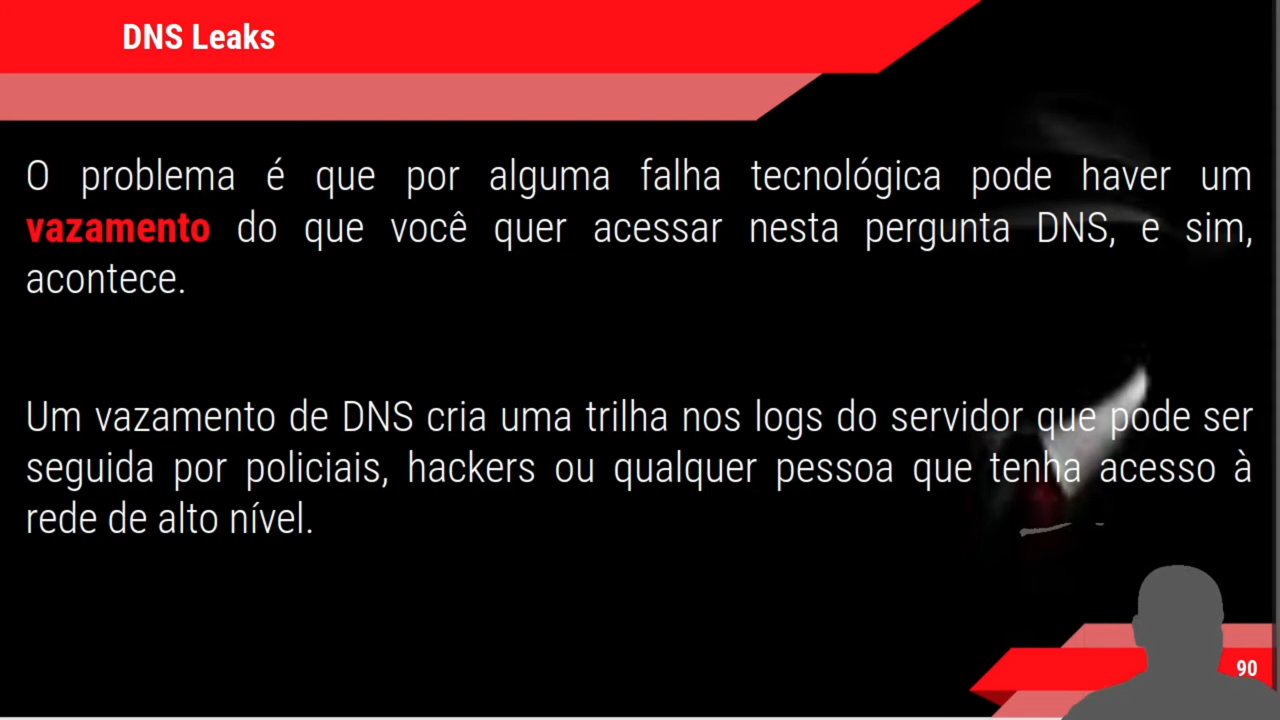 DNS Leaks
O problema é que por alguma falha tecnológica pode haver um
vazamento do que você quer acessar nesta pergunta DNS, e sim,
acontece.
Um vazamento de DNS cria uma trilha nos logs do servidor que pode ser
seguida por policiais, hackers ou qualquer pessoa que tenha acesso à
rede de alto nível.
90